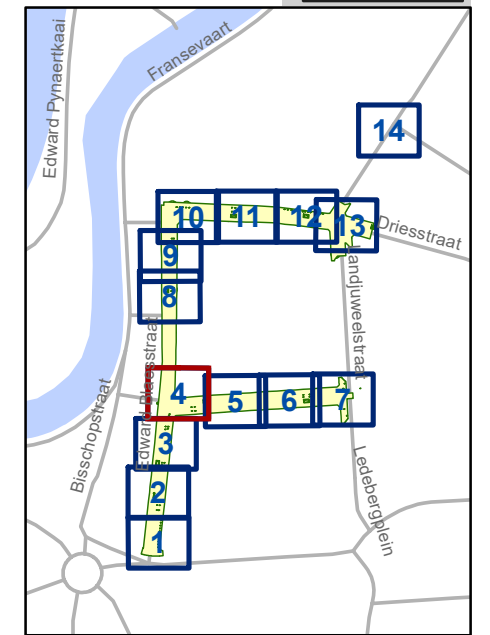 Edward Pynaertkaai
Fransevaart
14
10
11
12
13
Driesstraat
9
8
Landjuweelstraat
Edward Blaesstraat
Bisschopstraat
4
5
6
7
3
2
1
Ledebergplein